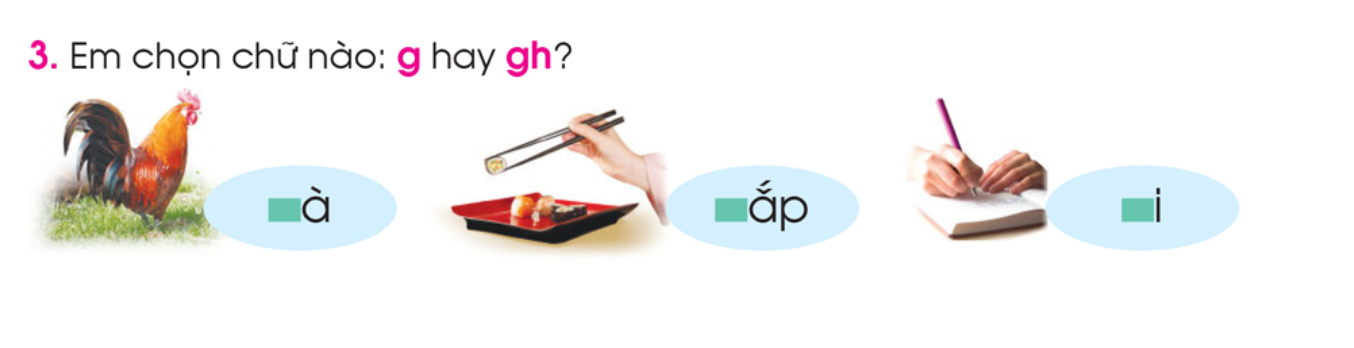 3. Em chọn chữ nào: g hay gh?
à ắp i